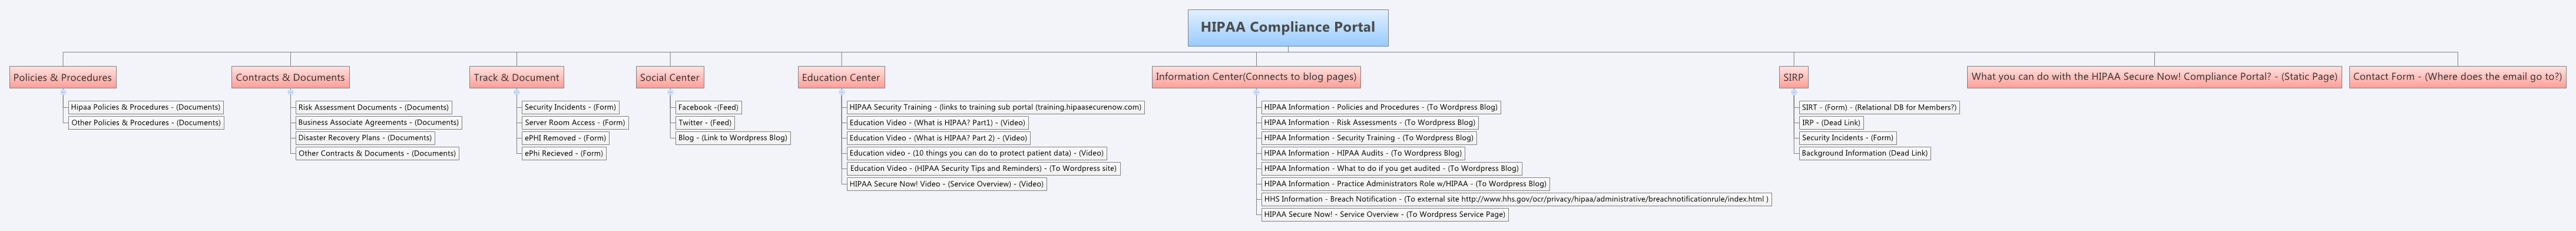 HIPAA Compliance Portal
Policies & Procedures
Hipaa Policies & Procedures - (Documents)
Other Policies & Procedures - (Documents)
Contracts & Documents
Risk Assessment Documents - (Documents)
Business Associate Agreements - (Documents)
Disaster Recovery Plans - (Documents)
Other Contracts & Documents - (Documents)
Track & Document
Security Incidents - (Form)
Server Room Access - (Form)
ePHI Removed - (Form)
ePhi Recieved - (Form)
Social Center
Facebook -(Feed)
Twitter - (Feed)
Blog - (Link to Wordpress Blog)
Education Center
HIPAA Security Training - (links to training sub portal (training.hipaasecurenow.com)
Education Video - (What is HIPAA? Part1) - (Video)
Education Video - (What is HIPAA? Part 2) - (Video)
Education video - (10 things you can do to protect patient data) - (Video)
Education Video - (HIPAA Security Tips and Reminders) - (To Wordpress site)
HIPAA Secure Now! Video - (Service Overview) - (Video)
Information Center(Connects to blog pages)
HIPAA Information - Policies and Procedures - (To Wordpress Blog)
HIPAA Information - Risk Assessments - (To Wordpress Blog)
HIPAA Information - Security Training - (To Wordpress Blog)
HIPAA Information - HIPAA Audits - (To Wordpress Blog)
HIPAA Information - What to do if you get audited - (To Wordpress Blog)
HIPAA Information - Practice Administrators Role w/HIPAA - (To Wordpress Blog)
HHS Information - Breach Notification - (To external site http://www.hhs.gov/ocr/privacy/hipaa/administrative/breachnotificationrule/index.html )
HIPAA Secure Now! - Service Overview - (To Wordpress Service Page)
SIRP
SIRT - (Form) - (Relational DB for Members?)
IRP - (Dead Link)
Security Incidents - (Form)
Background Information (Dead Link)
What you can do with the HIPAA Secure Now! Compliance Portal? - (Static Page)
Contact Form - (Where does the email go to?)